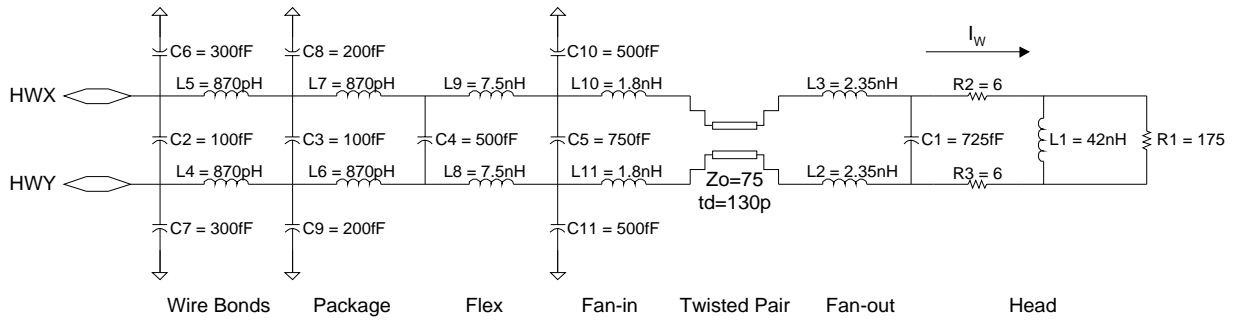 C6 = 300fF
C8 = 200fF
C10 = 500fF
I_W
L5 = 870pH
L7 = 870pH
L9 = 7.5nH
L10 = 1.8nH
L3 = 2.35nH
R2 = 6
HWX
C2 = 100fF
C3 = 100fF
C4 = 500fF
C5 = 750fF
C1 = 725fF
L1 = 42nH
R1 = 175
L4 = 870pH
L6 = 870pH
L8 = 7.5nH
L11 = 1.8nH
L2 = 2.35nH
R3 = 6
HWY
Zo=75
td=130p
C7 = 300fF
C9 = 200fF
C11 = 500fF
Wire Bonds
Package
Flex
Fan-in
Twisted Pair
Fan-out
Head